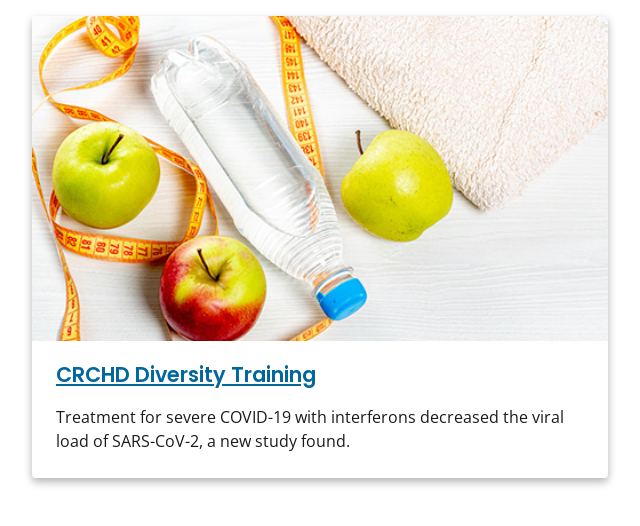 CRCHD Diversity Training
Treatment for severe COVID-19 with interferons decreased the viral
load of SARS-CoV-2, a new study found.